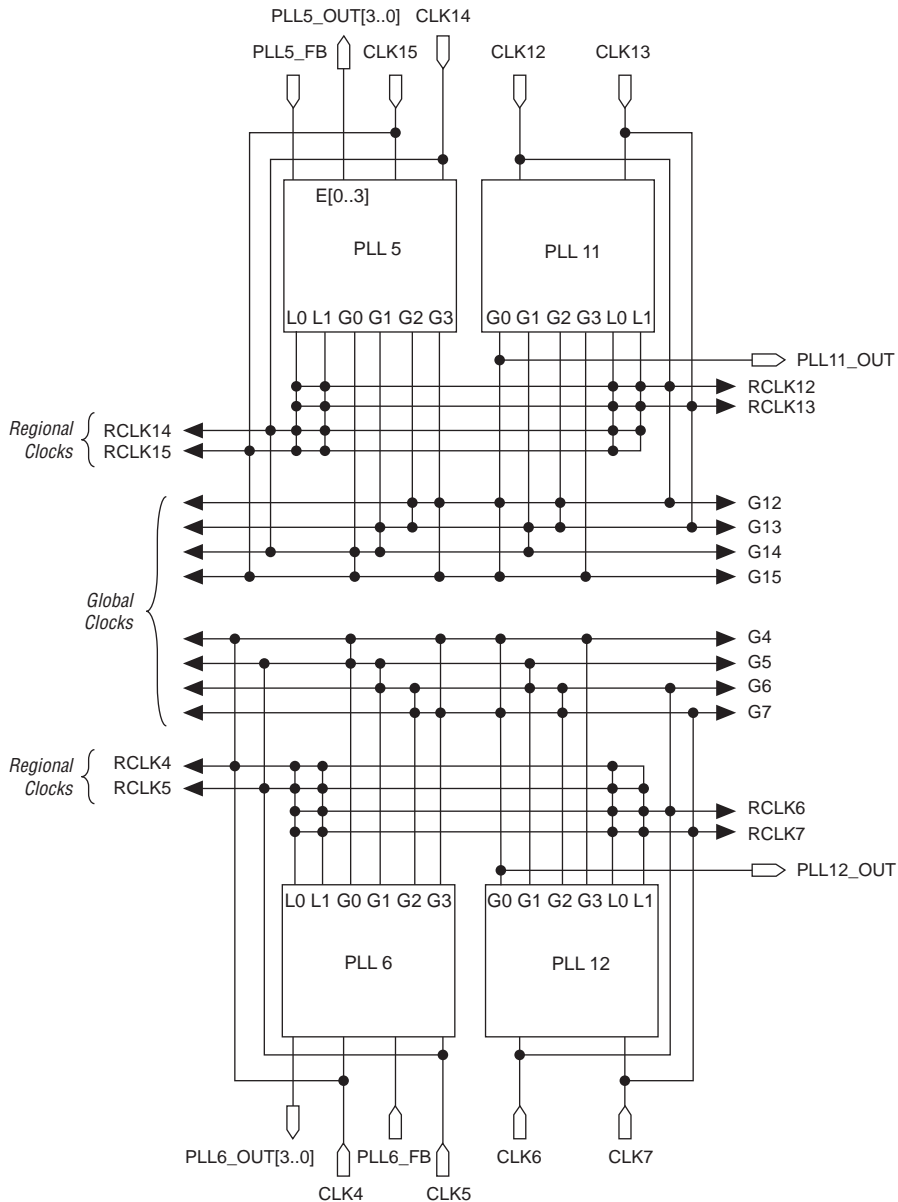 PLL5_OUT[3..0] CLK14
PLL5_FB CLK15 CLK12 CLK13
E[0..3]
PLL 5 PLL 11
L0 L1 G0 G1 G2 G3 G0 G1 G2 G3 L0 L1
PLL11_OUT
RCLK12
RCLK13
Regional
Clocks
RCLK14
RCLK15
G12
G13
G14
G15
Global
Clocks
G4
G5
G6
G7
Regional
Clocks
RCLK4
RCLK5
RCLK6
RCLK7
PLL12_OUT
L0 L1 G0 G1 G2 G3 G0 G1 G2 G3 L0 L1
PLL 6 PLL 12
PLL6_OUT[3..0] PLL6_FB CLK6 CLK7
CLK4 CLK5